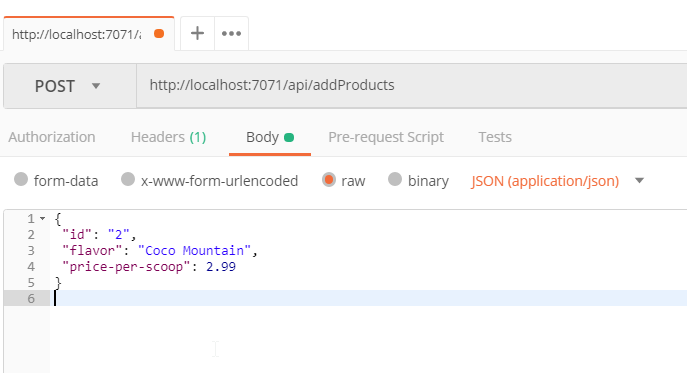 http://localhost:7071/a
+ •••
POST http://localhost:7071/api/addProducts
Authorization Headers (1) Body Pre-request Script Tests
form-data x-www-form-urlencoded raw binary JSON (application/json)
1 {
2 "id": "2",
3 "flavor": "Coco Mountain",
4 "price-per-scoop": 2.99
5 }
6